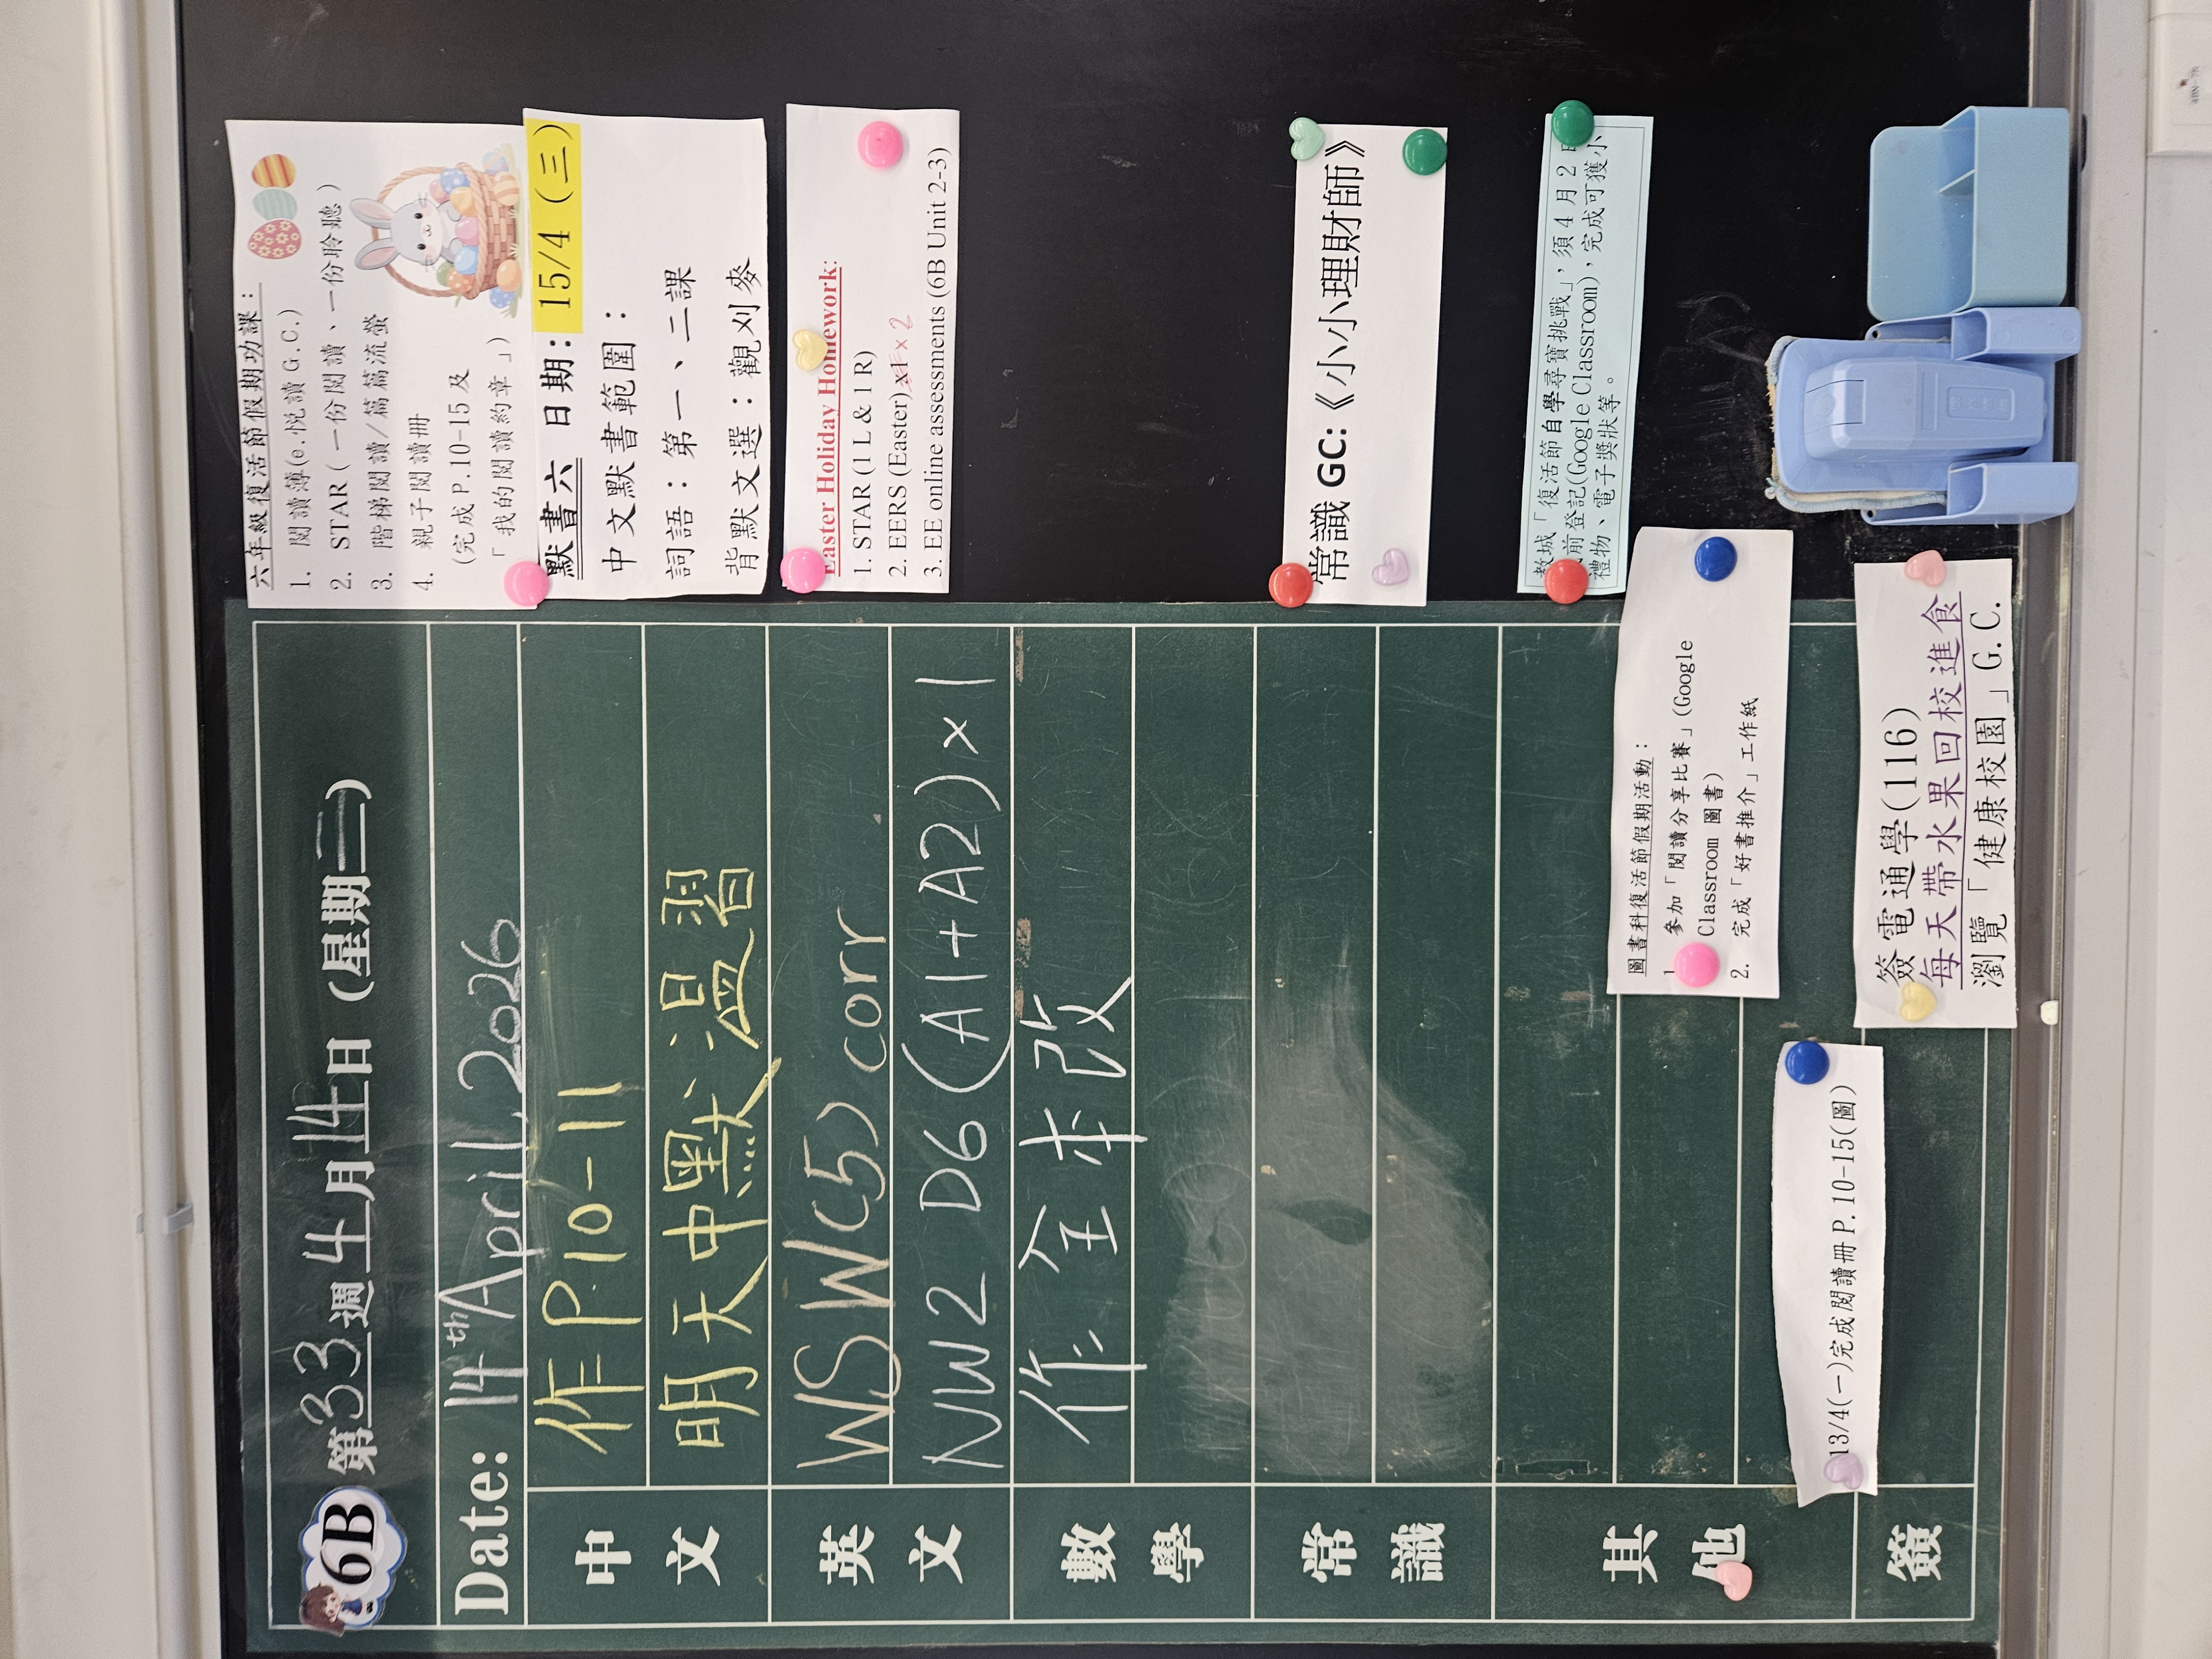 6B 第33週4月14日（星期二）
Date: 14th April, 2026
中文
作P.10-11
明天中默溫習
英文
WSW(5) corr
NW2 D6 (A1+A2) x1
數學
作全本改
常識
其他
簽
六年級復活節假期功課：
1. 閱讀簿(e.悅讀 G.C.)
2. STAR（一份閱讀、一份聆聽）
3. 階梯閱讀/篇篇流螢
4. 親子閱讀冊
(完成 P.10-15 及
「我的閱讀約章」)
默書六 日期: 15/4（三）
中文默書範圍：
詞語：第一、二課
背默文選：觀刈麥
Easter Holiday Homework:
1. STAR (1 L & 1 R)
2. EERS (Easter) x1 x 2
3. EE online assessments (6B Unit 2-3)
常識 GC:《小小理財師》
教城「復活節自學尋寶挑戰」，須 4 月 2
前登記(Google Classroom)，完成可獲小
禮物、電子獎狀等。
圖書科復活節假期活動：
1 參加「閱讀分享比賽」(Google
Classroom 圖書)
2. 完成「好書推介」工作紙
簽電通學(116)
每天帶水果回校進食
瀏覽「健康校園」G.C.
13/4(一)完成閱讀冊 P.10-15(圖)